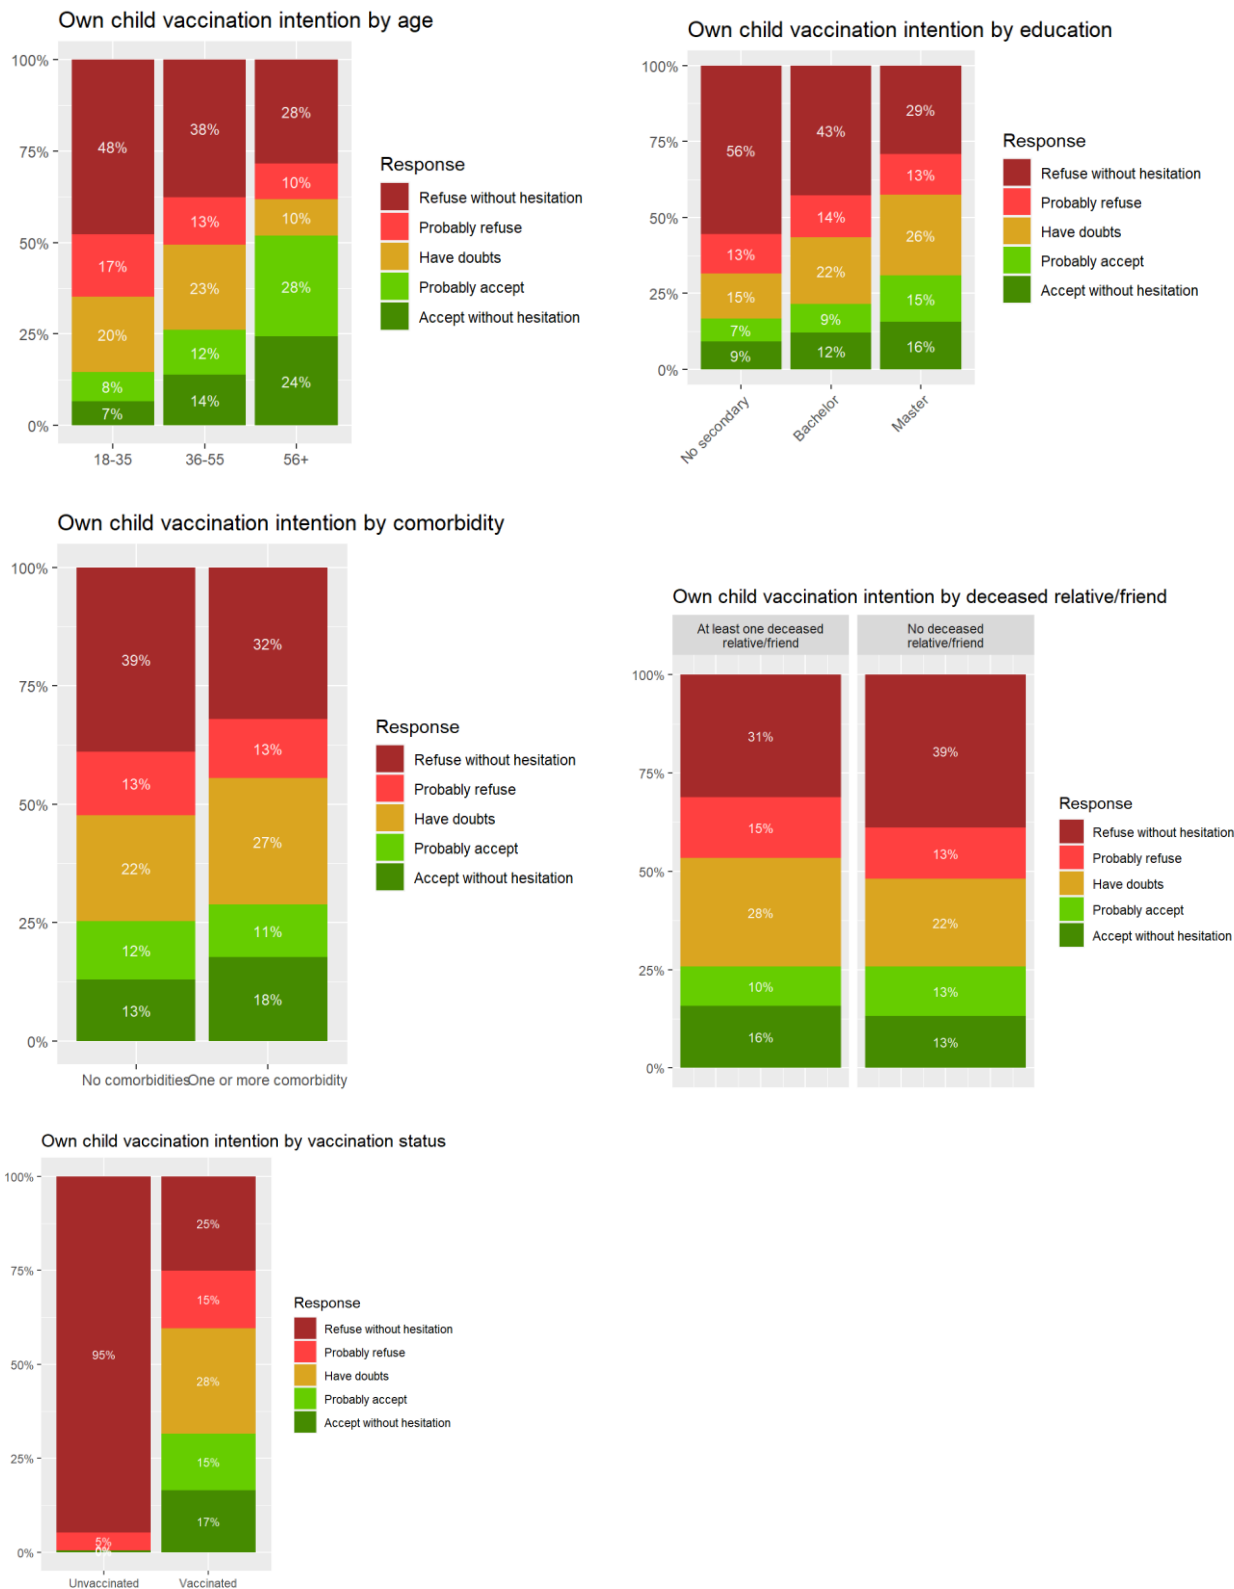 Own child vaccination intention by age
100%
75%
50%
25%
0%
48%
17%
20%
8%
7%
38%
13%
23%
12%
14%
28%
10%
10%
28%
24%
18-35
36-55
56+
Response
Refuse without hesitation
Probably refuse
Have doubts
Probably accept
Accept without hesitation
Own child vaccination intention by education
100%
75%
50%
25%
0%
56%
13%
15%
7%
9%
43%
14%
22%
9%
12%
29%
13%
26%
15%
16%
No secondary
Bachelor
Master
Response
Refuse without hesitation
Probably refuse
Have doubts
Probably accept
Accept without hesitation
Own child vaccination intention by comorbidity
100%
75%
50%
25%
0%
39%
13%
22%
12%
13%
32%
13%
27%
11%
18%
No comorbidities
One or more comorbidity
Response
Refuse without hesitation
Probably refuse
Have doubts
Probably accept
Accept without hesitation
Own child vaccination intention by deceased relative/friend
At least one deceased
relative/friend
No deceased
relative/friend
100%
75%
50%
25%
0%
31%
15%
28%
10%
16%
39%
13%
22%
13%
13%
Response
Refuse without hesitation
Probably refuse
Have doubts
Probably accept
Accept without hesitation
Own child vaccination intention by vaccination status
100%
75%
50%
25%
0%
95%
5%
0%
25%
15%
28%
15%
17%
Unvaccinated
Vaccinated
Response
Refuse without hesitation
Probably refuse
Have doubts
Probably accept
Accept without hesitation